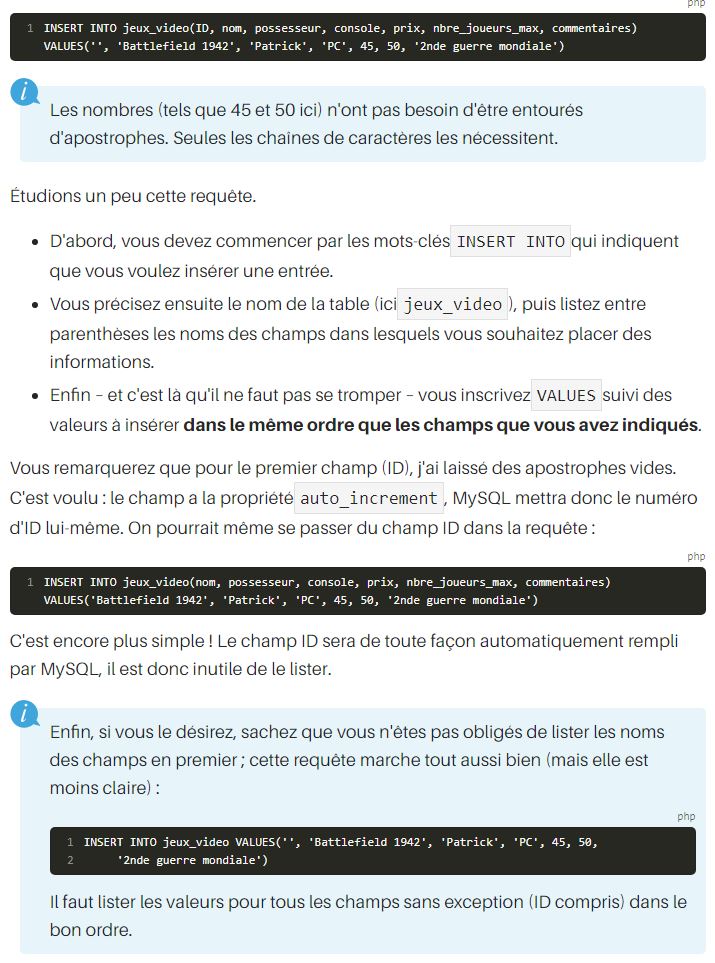 php
1 INSERT INTO jeux_video(ID, nom, possesseur, console, prix, nbre_joueurs_max, commentaires)
VALUES('', 'Battlefield 1942', 'Patrick', 'PC', 45, 50, '2nde guerre mondiale')
i
Les nombres (tels que 45 et 50 ici) n'ont pas besoin d'être entourés
d'apostrophes. Seules les chaînes de caractères les nécessitent.
Étudions un peu cette requête.
• D'abord, vous devez commencer par les mots-clés INSERT INTO qui indiquent
que vous voulez insérer une entrée.
• Vous précisez ensuite le nom de la table (ici jeux_video ), puis listez entre
parenthèses les noms des champs dans lesquels vous souhaitez placer des
informations.
• Enfin – et c'est là qu'il ne faut pas se tromper – vous inscrivez VALUES suivi des
valeurs à insérer dans le même ordre que les champs que vous avez indiqués.
Vous remarquerez que pour le premier champ (ID), j'ai laissé des apostrophes vides.
C'est voulu : le champ a la propriété auto_increment , MySQL mettra donc le numéro
d'ID lui-même. On pourrait même se passer du champ ID dans la requête :
php
1 INSERT INTO jeux_video(nom, possesseur, console, prix, nbre_joueurs_max, commentaires)
VALUES('Battlefield 1942', 'Patrick', 'PC', 45, 50, '2nde guerre mondiale')
C'est encore plus simple ! Le champ ID sera de toute façon automatiquement rempli
par MySQL, il est donc inutile de le lister.
i
Enfin, si vous le désirez, sachez que vous n'êtes pas obligés de lister les noms
des champs en premier ; cette requête marche tout aussi bien (mais elle est
moins claire) :
php
1 INSERT INTO jeux_video VALUES('', 'Battlefield 1942', 'Patrick', 'PC', 45, 50,
2 '2nde guerre mondiale')
Il faut lister les valeurs pour tous les champs sans exception (ID compris) dans le
bon ordre.